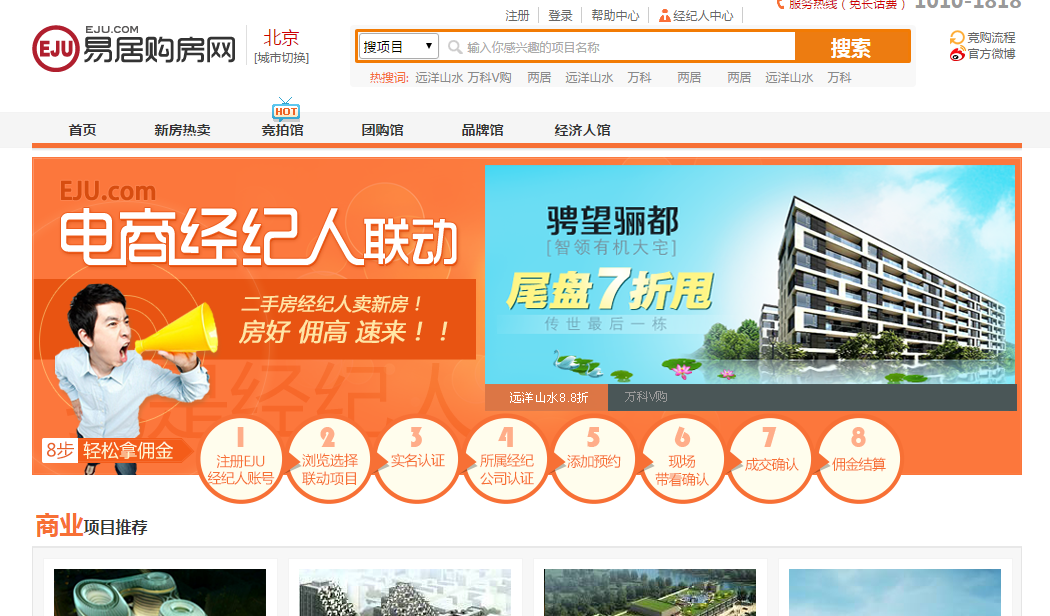 注册 登录 帮助中心 经纪人中心
服务热线（免长话费） 1010-1818
EJU EJU.COM
易居购房网
北京
[城市切换]
搜项目 输入你感兴趣的项目名称 搜索
竞购流程
官方微博
热搜词: 远洋山水 万科V购 两居 远洋山水 万科 两居 两居 远洋山水 万科
HOT
首页 新房热卖 竞拍馆 团购馆 品牌馆 经济人馆
EJU.com
电商经纪人联动
二手房经纪人卖新房！
房好 佣高 速来！！
是经纪人
骋望骊都
[智领有机大宅]
尾盘7折甩
传世最后一栋
远洋山水8.8折 万科V购
8步 轻松拿佣金
1 注册EJU
经纪人账号
2 浏览选择
联动项目
3 实名认证
4 所属经纪
公司认证
5 添加预约
6 现场
带看确认
7 成交确认
8 佣金结算
商业项目推荐